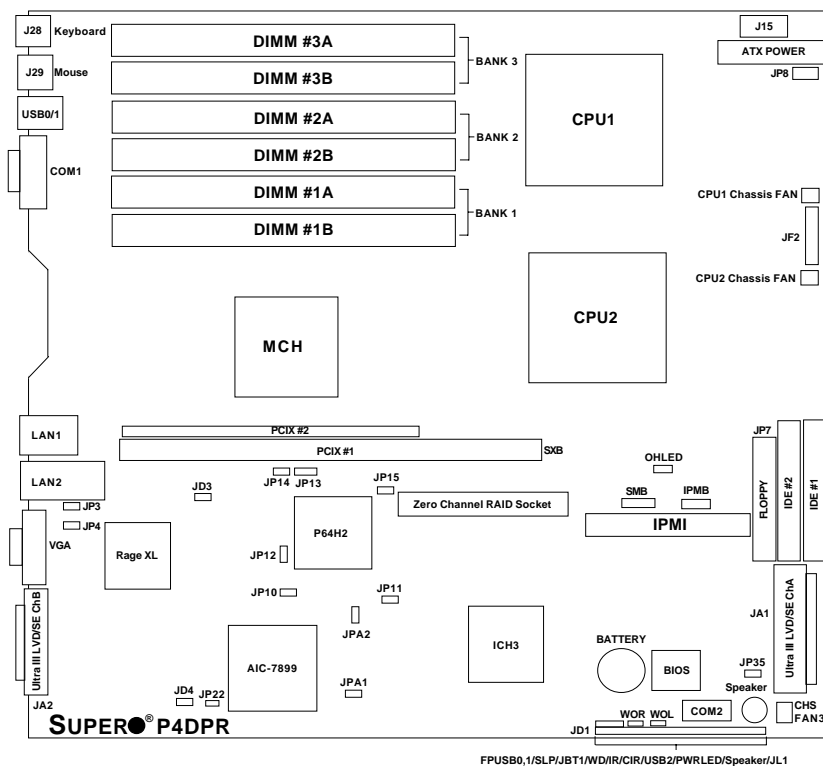 J28 Keyboard
J29 Mouse
USB0/1
COM1
DIMM #3A
DIMM #3B
BANK 3
DIMM #2A
DIMM #2B
BANK 2
DIMM #1A
DIMM #1B
BANK 1
CPU1
J15
ATX POWER
JP8
CPU1 Chassis FAN
JF2
CPU2 Chassis FAN
CPU2
MCH
LAN1
LAN2
PCIX #2
PCIX #1
SXB
JP7
JP14
JP13
JP15
JD3
JP3
JP4
VGA
Rage XL
P64H2
JP12
Zero Channel RAID Socket
OHLED
SMB
IPMB
IPMI
FLOPPY
IDE #2
IDE #1
JP10
JP11
JPA2
Ultra III LVD/SE ChB
AIC-7899
JPA1
ICH3
BATTERY
BIOS
JA1
Ultra III LVD/SE ChA
JP35
Speaker
JD4
JP22
JA2
COM2
CHS
FAN3
WOR
WOL
JD1
SUPER® P4DPR
FPUSB0,1/SLP/JBT1/WD/IR/CIR/USB2/PWRLED/Speaker/JL1